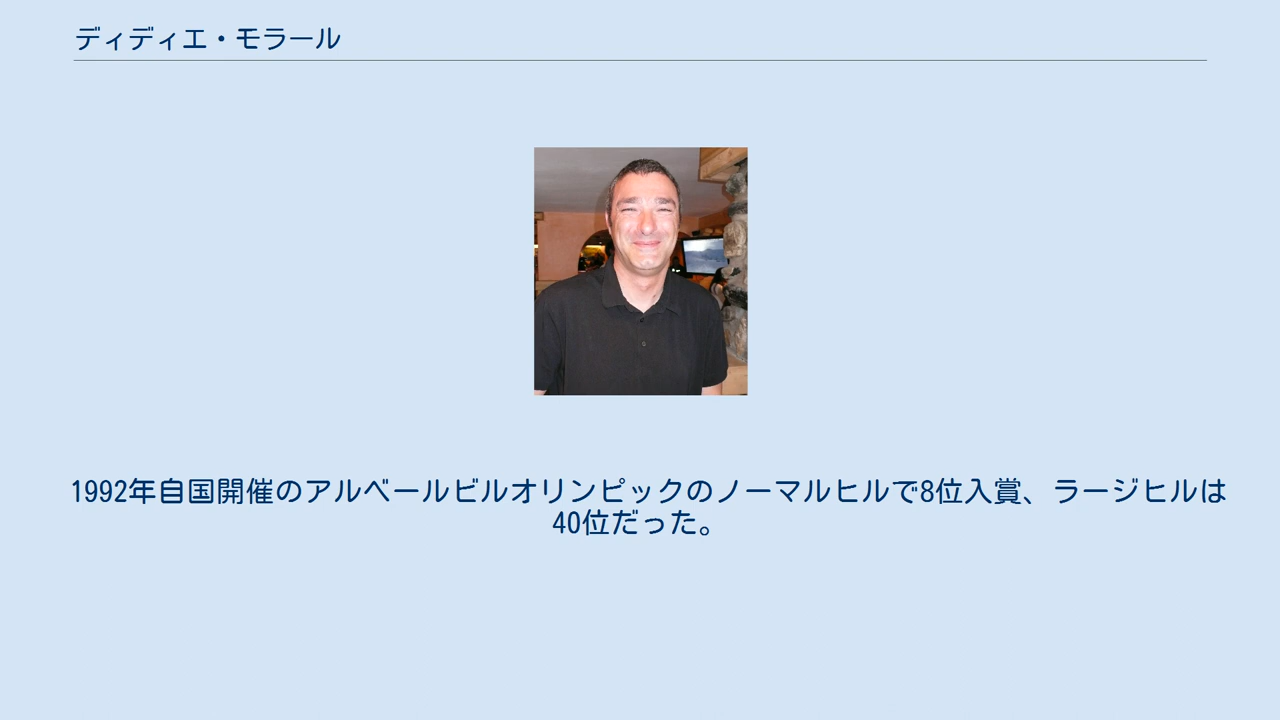 ディディエ・モラール
1992年自国開催のアルベールビルオリンピックのノーマルヒルで8位入賞、ラージヒルは
40位だった。